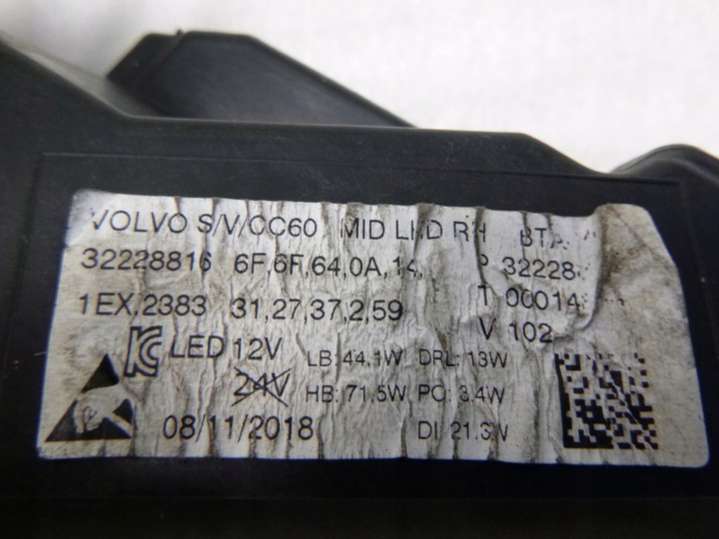 VOLVO S/V/CC60 MID LED RH
32228816 6F,6F,64,0A,14, P 32228
1EX.2383 31,27,37,2,59 T 00014
V 102
KC LED 12V LB:44.1W DRL: 13W
24V HB: 71.5W PO: 3.4W
08/11/2018 DI 21.3W